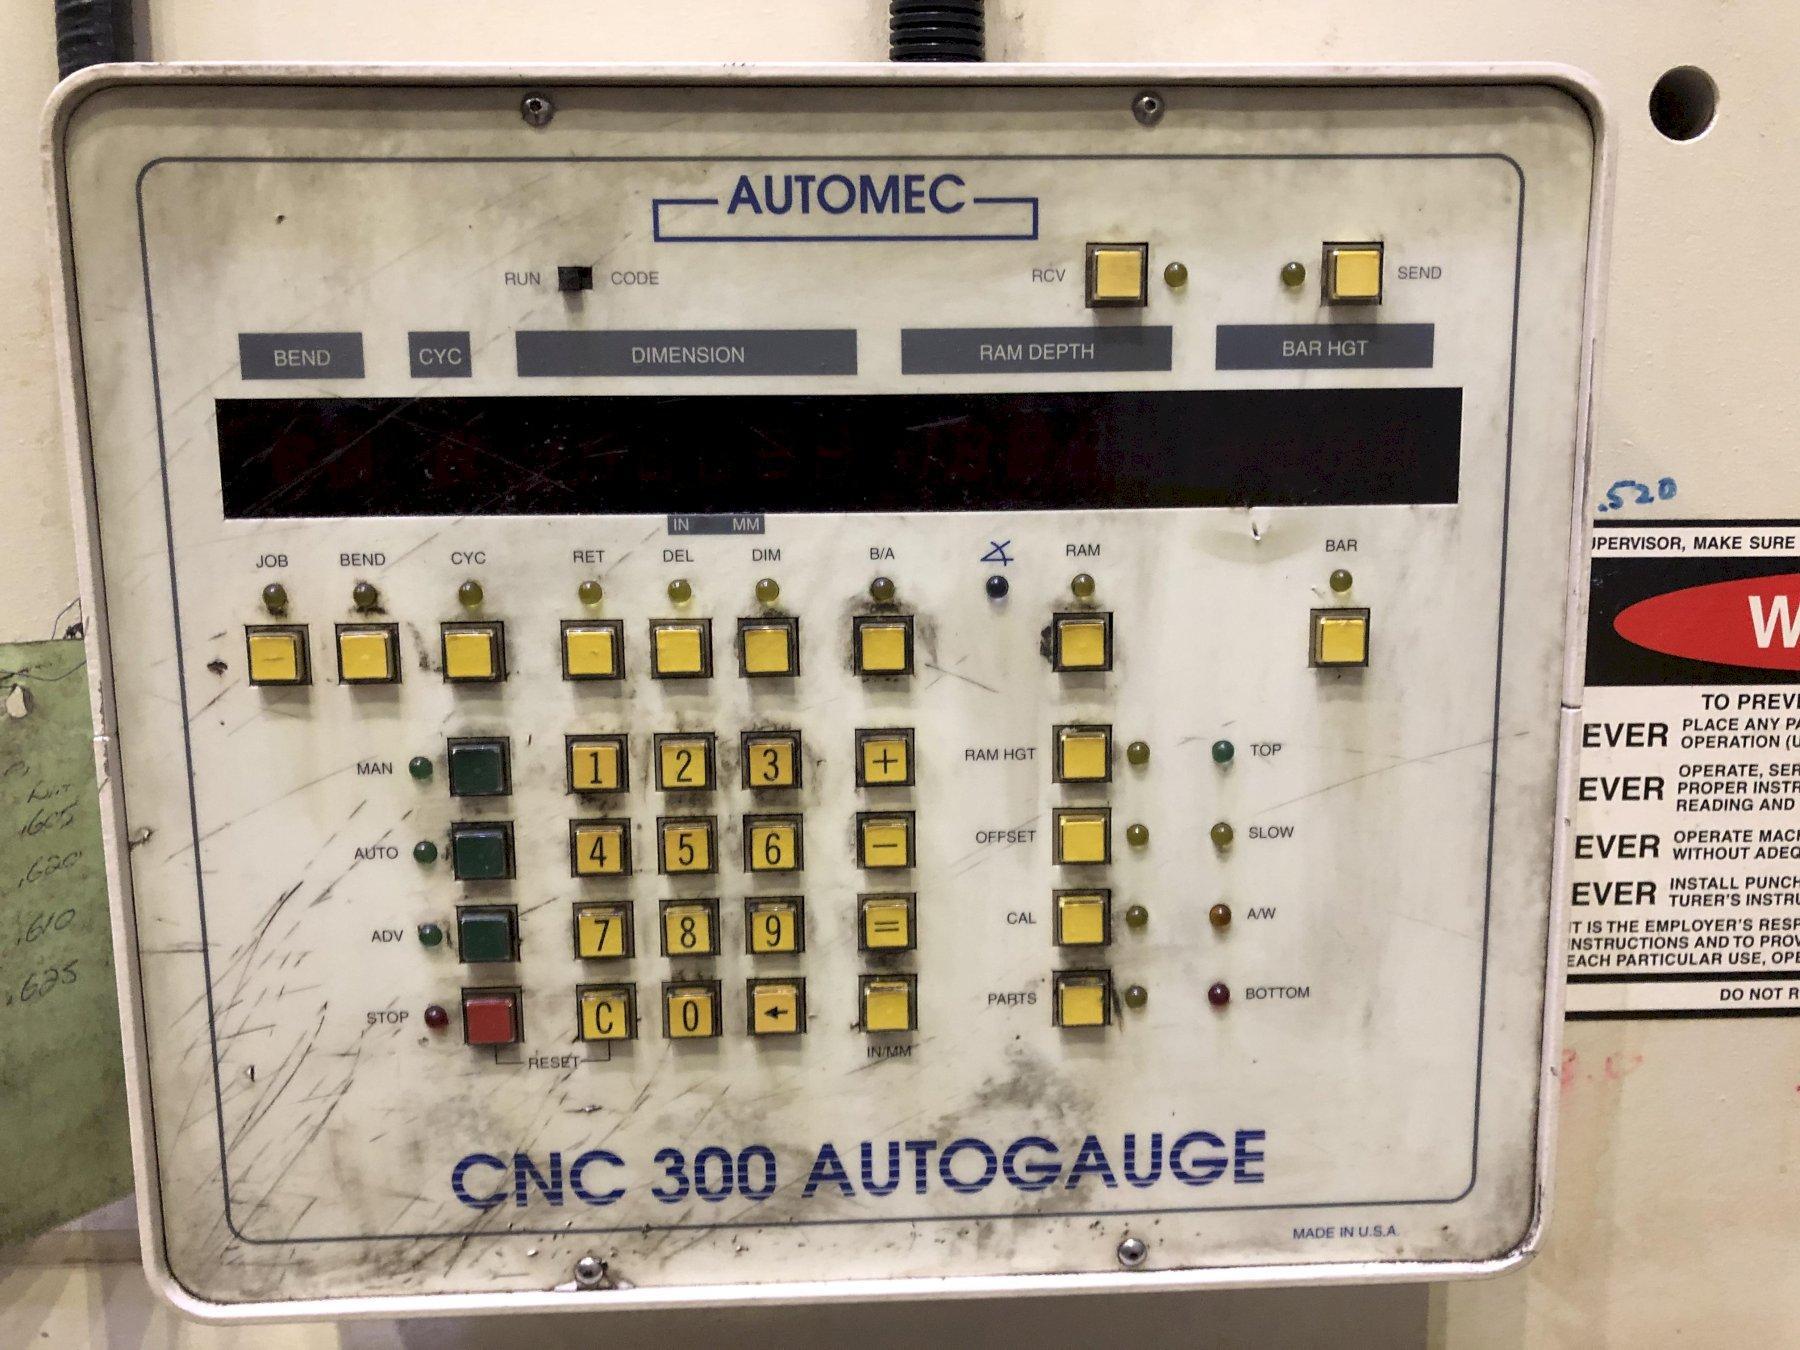 AUTOMEC
RUN CODE
RCV SEND
BEND CYC DIMENSION RAM DEPTH BAR HGT
IN MM
JOB BEND CYC RET DEL DIM B/A RAM BAR
MAN 1 2 3 + RAM HGT TOP
AUTO 4 5 6 − OFFSET SLOW
ADV 7 8 9 = CAL A/W
STOP C 0 ← PARTS BOTTOM
RESET IN/MM
CNC 300 AUTOGAUGE
MADE IN U.S.A.
.520
UPERVISOR, MAKE SURE
W
TO PREVE
EVER PLACE ANY PA
OPERATION (U
EVER OPERATE, SER
PROPER INSTR
READING AND
EVER OPERATE MAC
WITHOUT ADEQ
EVER INSTALL PUNCH
TURER'S INSTRU
IT IS THE EMPLOYER'S RESP
INSTRUCTIONS AND TO PROV
EACH PARTICULAR USE, OPE
DO NOT R
.605
.620
.610
.625